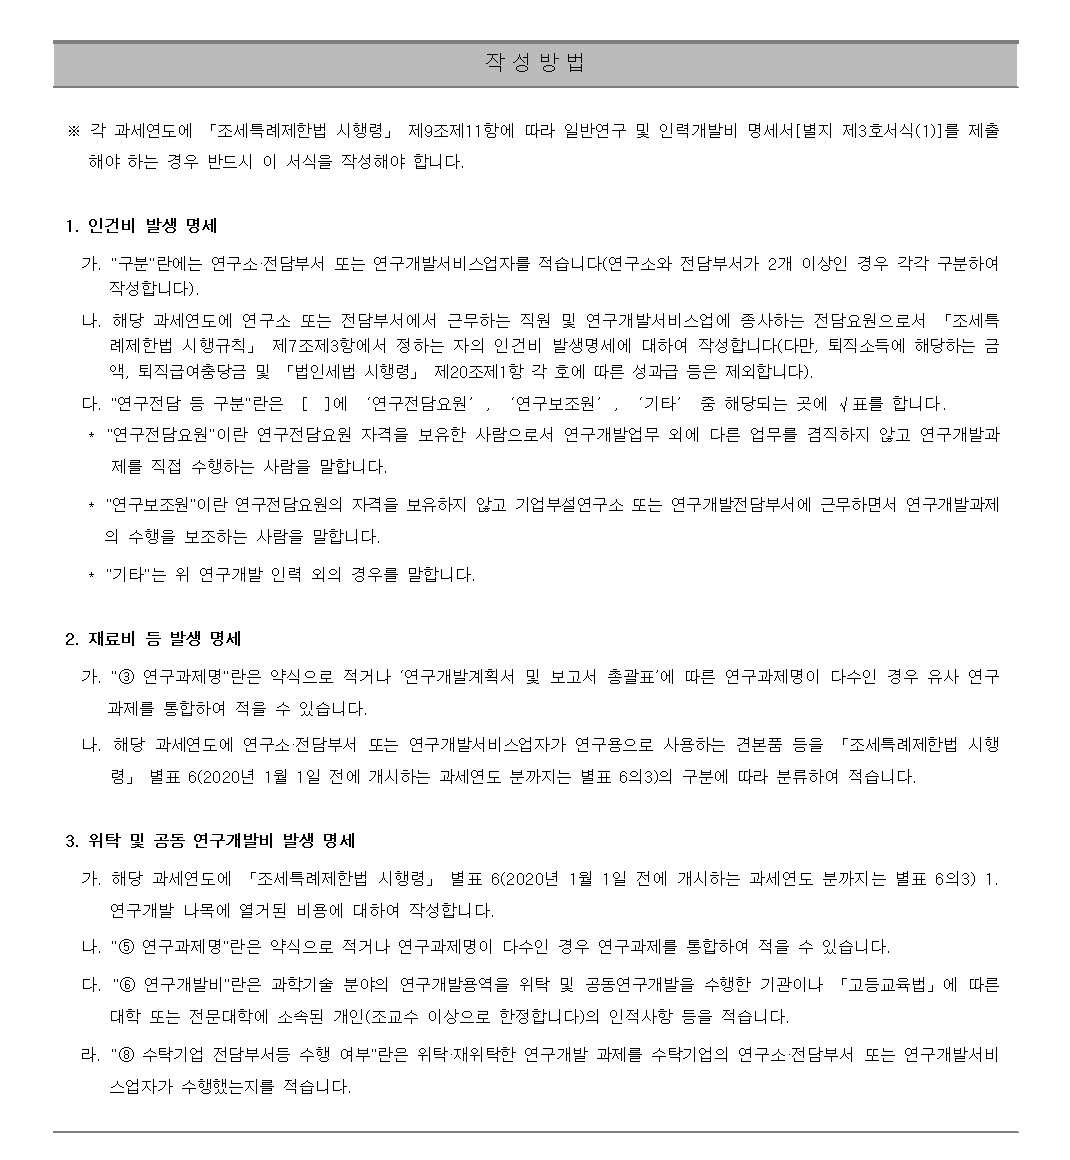 작성방법
※ 각 과세연도에 「조세특례제한법 시행령」 제9조제11항에 따라 일반연구 및 인력개발비 명세서[별지 제3호서식(1)]를 제출
해야 하는 경우 반드시 이 서식을 작성해야 합니다.
1. 인건비 발생 명세
가. "구분"란에는 연구소·전담부서 또는 연구개발서비스업자를 적습니다(연구소와 전담부서가 2개 이상인 경우 각각 구분하여
작성합니다).
나. 해당 과세연도에 연구소 또는 전담부서에서 근무하는 직원 및 연구개발서비스업에 종사하는 전담요원으로서 「조세특
례제한법 시행규칙」 제7조제3항에서 정하는 자의 인건비 발생명세에 대하여 작성합니다(다만, 퇴직소득에 해당하는 금
액, 퇴직급여충당금 및 「법인세법 시행령」 제20조제1항 각 호에 따른 성과급 등은 제외합니다).
다. "연구전담 등 구분"란은 [ ]에 ‘연구전담요원’, ‘연구보조원’, ‘기타’ 중 해당되는 곳에 √표를 합니다.
* "연구전담요원"이란 연구전담요원 자격을 보유한 사람으로서 연구개발업무 외에 다른 업무를 겸직하지 않고 연구개발과
제를 직접 수행하는 사람을 말합니다.
* "연구보조원"이란 연구전담요원의 자격을 보유하지 않고 기업부설연구소 또는 연구개발전담부서에 근무하면서 연구개발과제
의 수행을 보조하는 사람을 말합니다.
* "기타"는 위 연구개발 인력 외의 경우를 말합니다.
2. 재료비 등 발생 명세
가. "③ 연구과제명"란은 약식으로 적거나 ‘연구개발계획서 및 보고서 총괄표’에 따른 연구과제명이 다수인 경우 유사 연구
과제를 통합하여 적을 수 있습니다.
나. 해당 과세연도에 연구소·전담부서 또는 연구개발서비스업자가 연구용으로 사용하는 견본품 등을 「조세특례제한법 시행
령」 별표 6(2020년 1월 1일 전에 개시하는 과세연도 분까지는 별표 6의3)의 구분에 따라 분류하여 적습니다.
3. 위탁 및 공동 연구개발비 발생 명세
가. 해당 과세연도에 「조세특례제한법 시행령」 별표 6(2020년 1월 1일 전에 개시하는 과세연도 분까지는 별표 6의3) 1.
연구개발 나목에 열거된 비용에 대하여 작성합니다.
나. "⑤ 연구과제명"란은 약식으로 적거나 연구과제명이 다수인 경우 연구과제를 통합하여 적을 수 있습니다.
다. "⑥ 연구개발비"란은 과학기술 분야의 연구개발용역을 위탁 및 공동연구개발을 수행한 기관이나 「고등교육법」에 따른
대학 또는 전문대학에 소속된 개인(조교수 이상으로 한정합니다)의 인적사항 등을 적습니다.
라. "⑧ 수탁기업 전담부서등 수행 여부"란은 위탁·재위탁한 연구개발 과제를 수탁기업의 연구소·전담부서 또는 연구개발서비
스업자가 수행했는지를 적습니다.